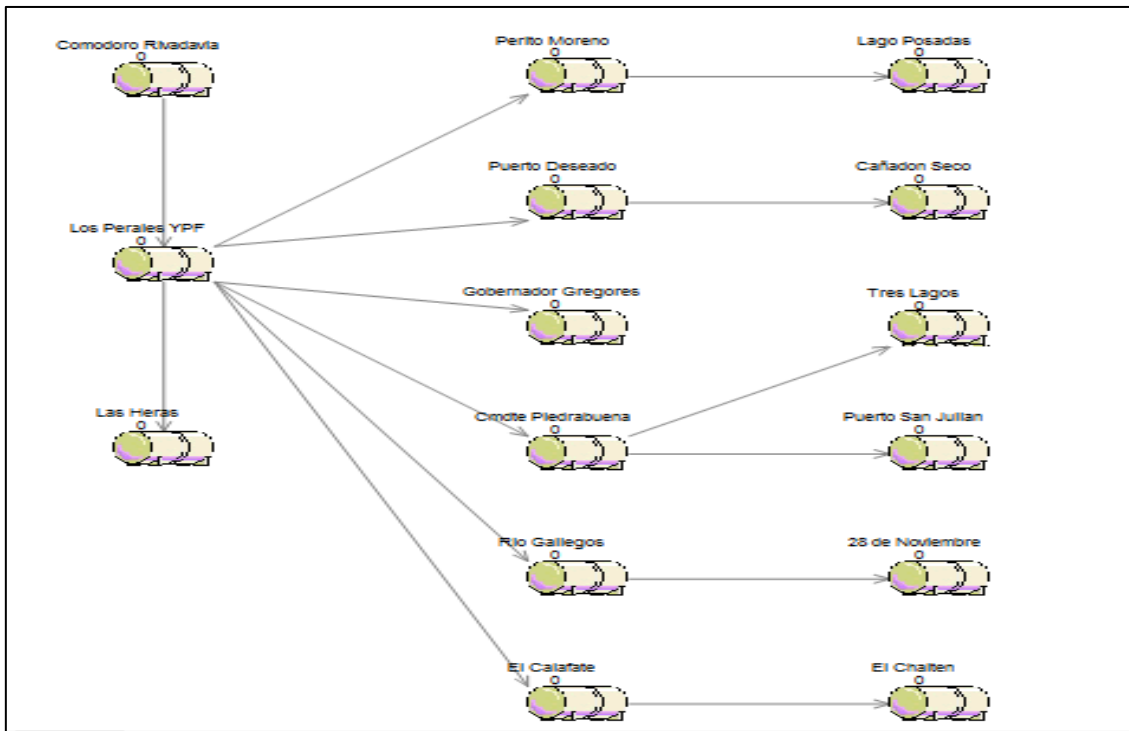 Comodoro Rivadavia
0
Perito Moreno
0
Lago Posadas
0
Puerto Deseado
0
Cañadon Seco
0
Los Perales YPF
0
Gobernador Gregores
0
Tres Lagos
0
Las Heras
0
Cmdte Piedrabuena
0
Puerto San Julian
0
Rio Gallegos
0
28 de Noviembre
0
El Calafate
0
El Chalten
0